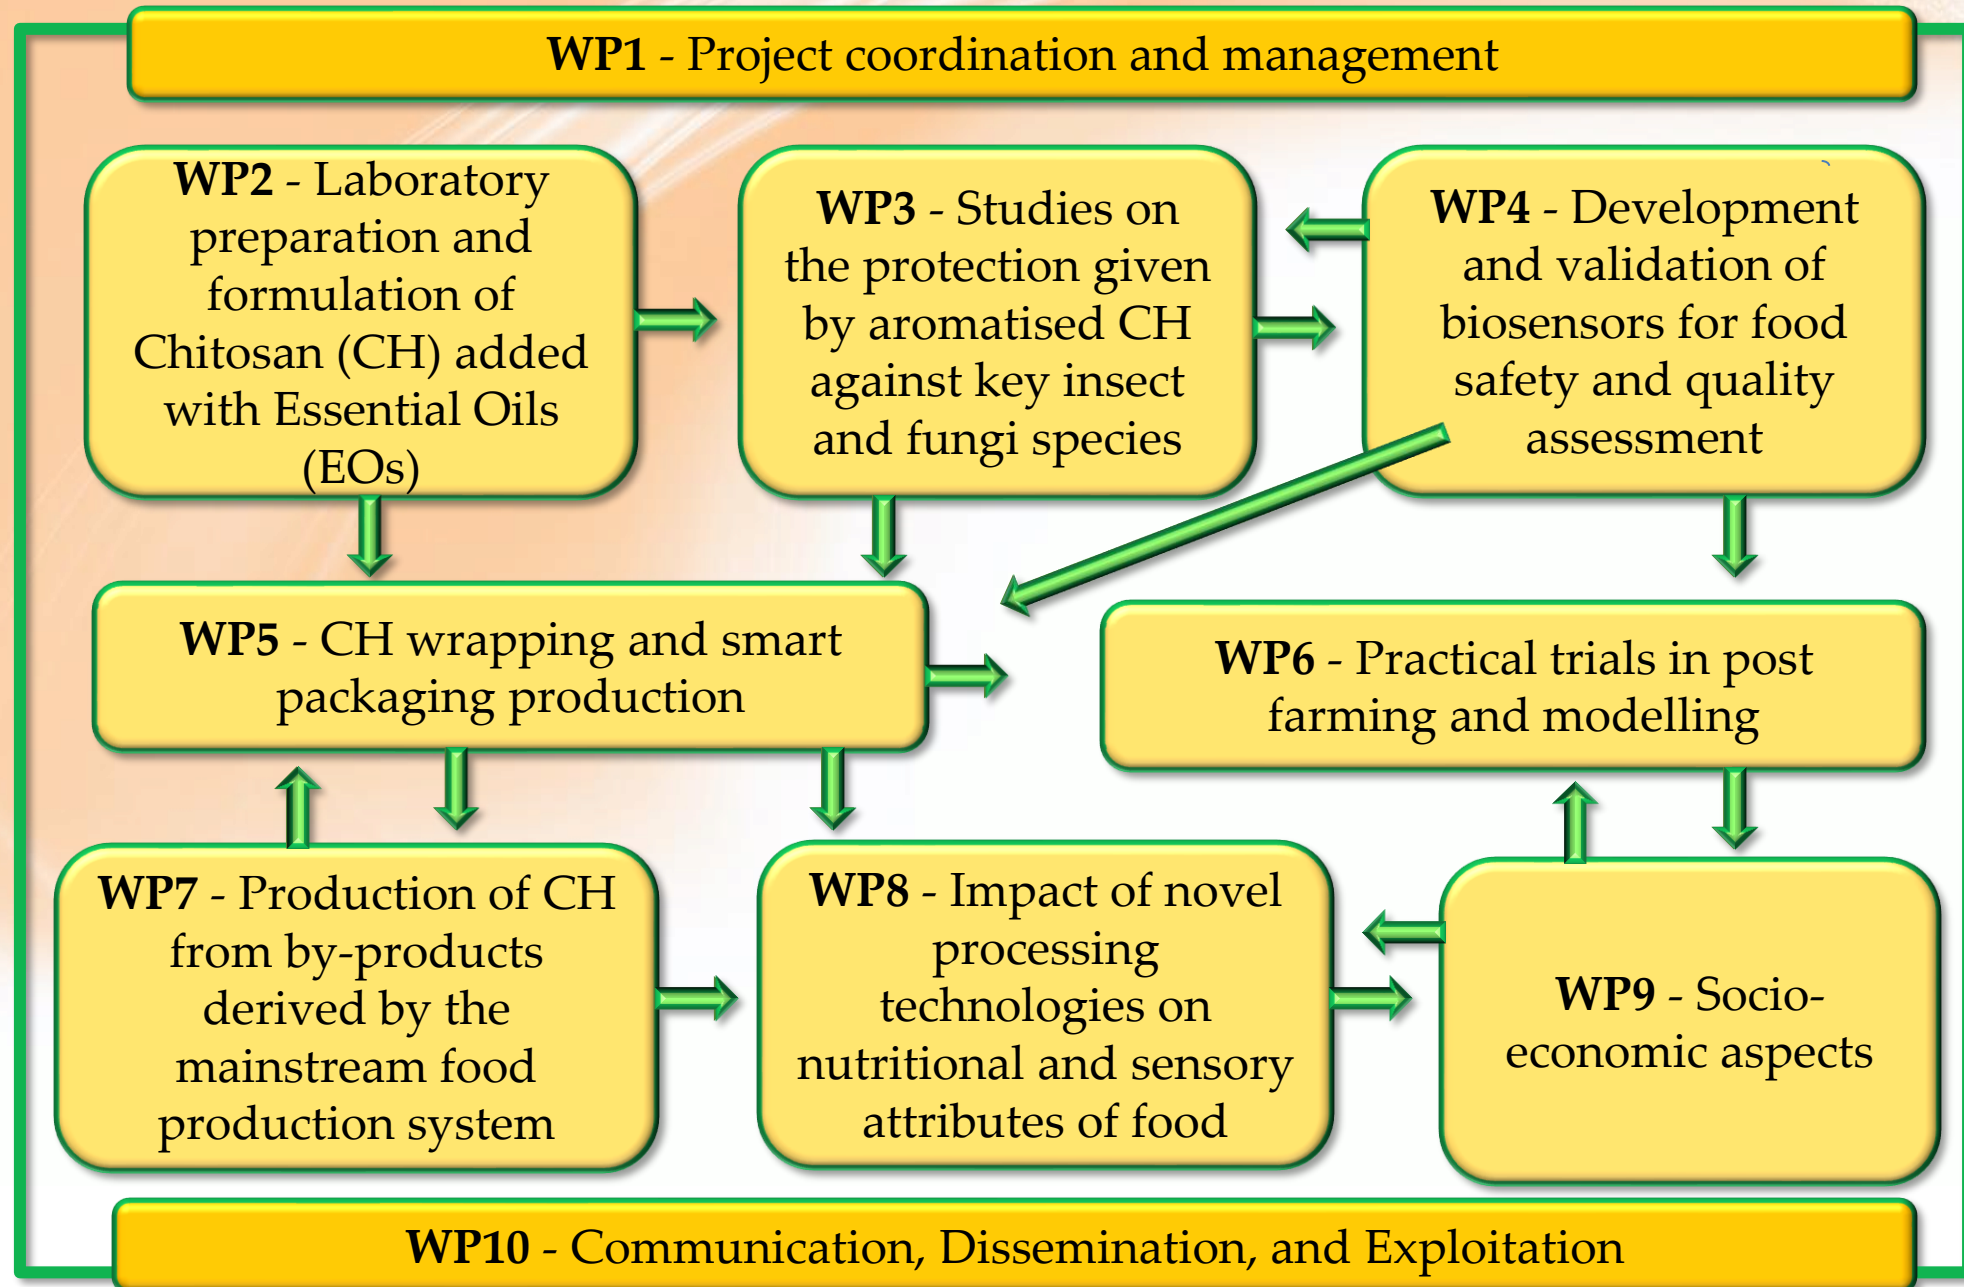 WP1 - Project coordination and management
WP2 - Laboratory
preparation and
formulation of
Chitosan (CH) added
with Essential Oils
(EOs)
WP3 - Studies on
the protection given
by aromatised CH
against key insect
and fungi species
WP4 - Development
and validation of
biosensors for food
safety and quality
assessment
WP5 - CH wrapping and smart
packaging production
WP6 - Practical trials in post
farming and modelling
WP7 - Production of CH
from by-products
derived by the
mainstream food
production system
WP8 - Impact of novel
processing
technologies on
nutritional and sensory
attributes of food
WP9 - Socio-
economic aspects
WP10 - Communication, Dissemination, and Exploitation